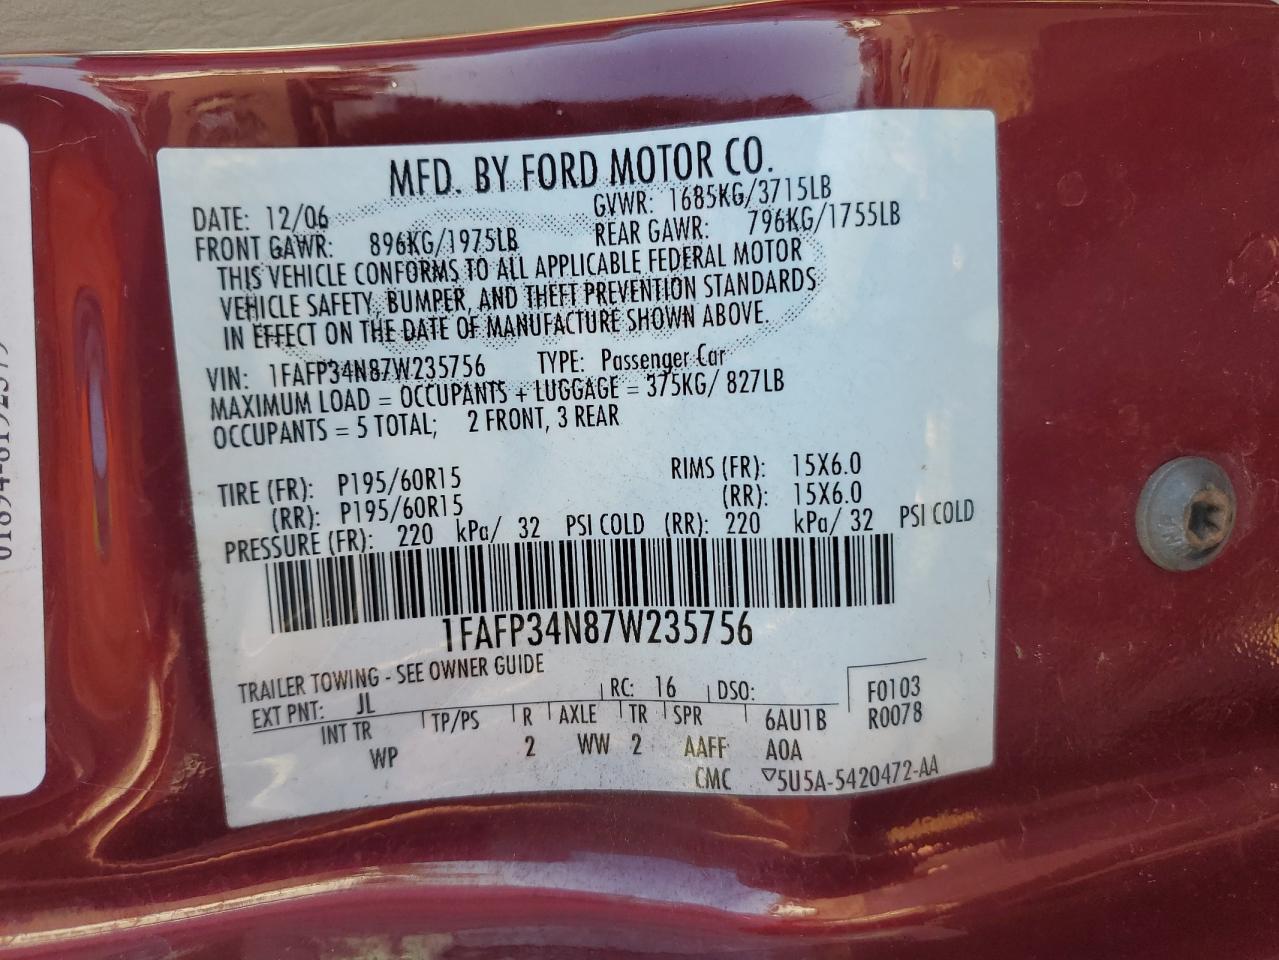 MFD. BY FORD MOTOR CO.
DATE: 12/06 GVWR: 1685KG/3715LB
FRONT GAWR: 896KG/1975LB REAR GAWR: 796KG/1755LB
THIS VEHICLE CONFORMS TO ALL APPLICABLE FEDERAL MOTOR
VEHICLE SAFETY, BUMPER, AND THEFT PREVENTION STANDARDS
IN EFFECT ON THE DATE OF MANUFACTURE SHOWN ABOVE.
VIN: 1FAFP34N87W235756 TYPE: Passenger Car
MAXIMUM LOAD = OCCUPANTS + LUGGAGE = 375KG/ 827LB
OCCUPANTS = 5 TOTAL; 2 FRONT, 3 REAR
TIRE (FR): P195/60R15 RIMS (FR): 15X6.0
(RR): P195/60R15 (RR): 15X6.0
PRESSURE (FR): 220 kPa/ 32 PSI COLD (RR): 220 kPa/ 32 PSI COLD
1FAFP34N87W235756
TRAILER TOWING - SEE OWNER GUIDE
EXT PNT: JL RC: 16 DSO: F0103
INT TR TP/PS R AXLE TR SPR 6AU1B R0078
WP 2 WW 2 AAFF A0A
CMC ▽5U5A-5420472-AA